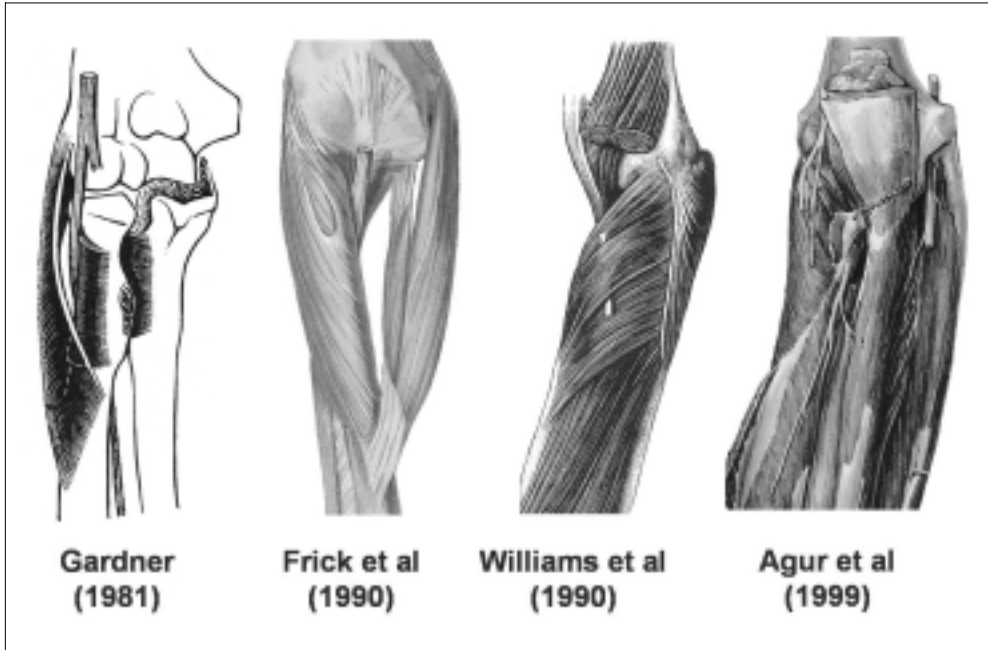 Gardner
(1981)
Frick et al
(1990)
Williams et al
(1990)
Agur et al
(1999)